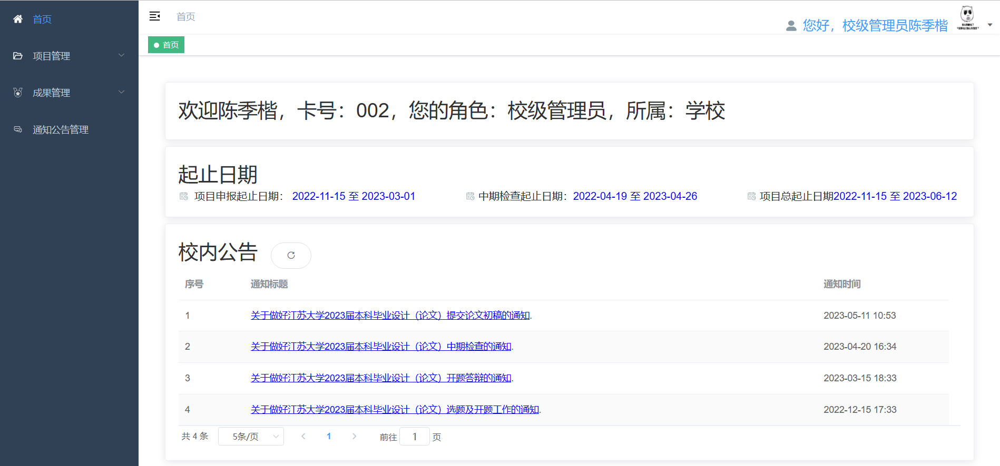 首页
项目管理
成果管理
通知公告管理
首页
您好，校级管理员陈季楷
首页
欢迎陈季楷，卡号：002，您的角色：校级管理员，所属：学校
起止日期
项目申报起止日期： 2022-11-15 至 2023-03-01
中期检查起止日期：2022-04-19 至 2023-04-26
项目总起止日期2022-11-15 至 2023-06-12
校内公告
序号 通知标题 通知时间
1 关于做好江苏大学2023届本科毕业设计（论文）提交论文初稿的通知. 2023-05-11 10:53
2 关于做好江苏大学2023届本科毕业设计（论文）中期检查的通知. 2023-04-20 16:34
3 关于做好江苏大学2023届本科毕业设计（论文）开题答辩的通知. 2023-03-15 18:33
4 关于做好江苏大学2023届本科毕业设计（论文）选题及开题工作的通知. 2022-12-15 17:33
共 4 条 5条/页 1 前往 1 页